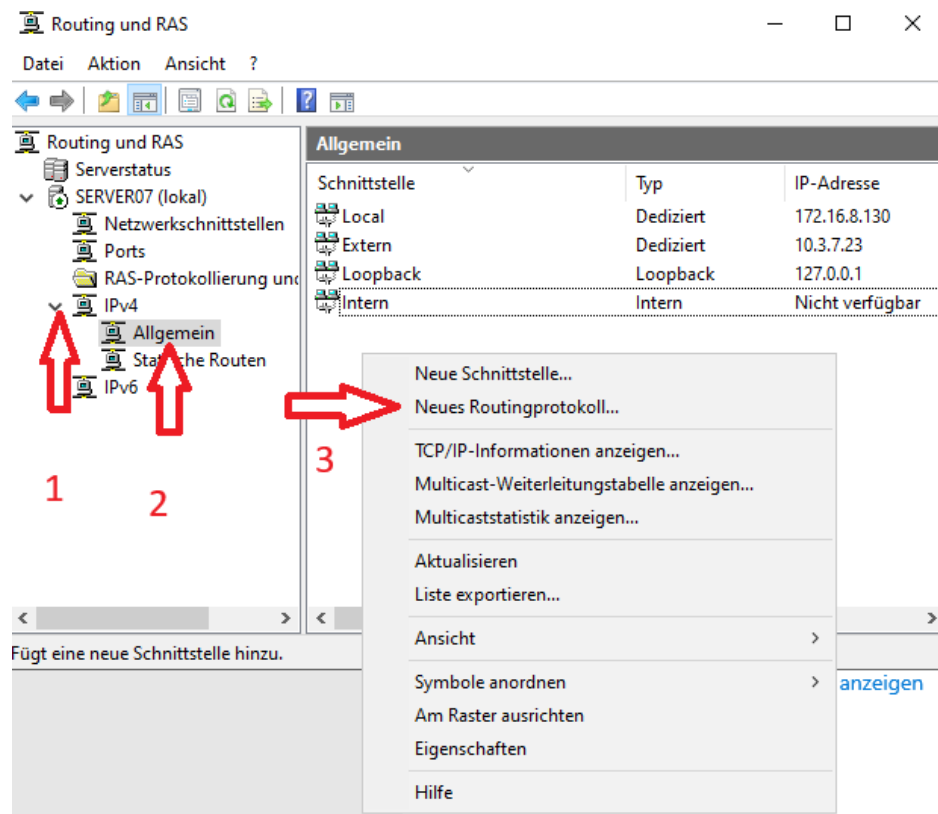 Routing und RAS
Datei Aktion Ansicht ?
Routing und RAS
Serverstatus
SERVER07 (lokal)
Netzwerkschnittstellen
Ports
RAS-Protokollierung und
IPv4
Allgemein
Statische Routen
IPv6
1
2
Allgemein
Schnittstelle Typ IP-Adresse
Local Dediziert 172.16.8.130
Extern Dediziert 10.3.7.23
Loopback Loopback 127.0.0.1
Intern Intern Nicht verfügbar
3
Neue Schnittstelle...
Neues Routingprotokoll...
TCP/IP-Informationen anzeigen...
Multicast-Weiterleitungstabelle anzeigen...
Multicaststatistik anzeigen...
Aktualisieren
Liste exportieren...
Ansicht
Symbole anordnen
Am Raster ausrichten
Eigenschaften
Hilfe
Fügt eine neue Schnittstelle hinzu.
anzeigen